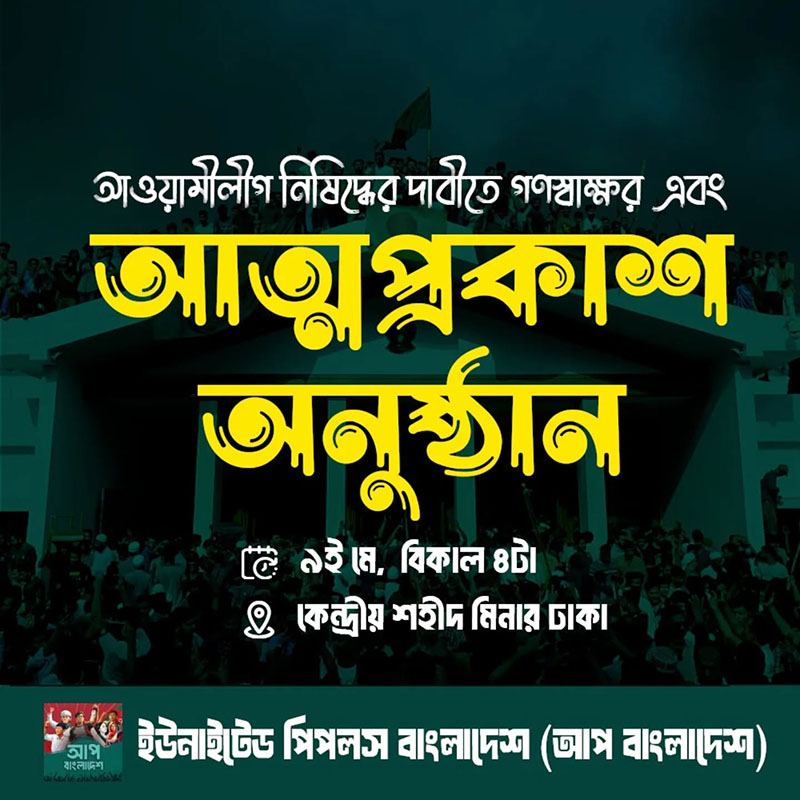 আওয়ামীলীগ নিষিদ্ধের দাবীতে গণস্বাক্ষর এবং
আত্মপ্রকাশ
অনুষ্ঠান
৯ই মে, বিকাল ৪টা
কেন্দ্রীয় শহীদ মিনার ঢাকা
আপ
বাংলাদেশ
ইউনাইটেড পিপলস বাংলাদেশ (আপ বাংলাদেশ)